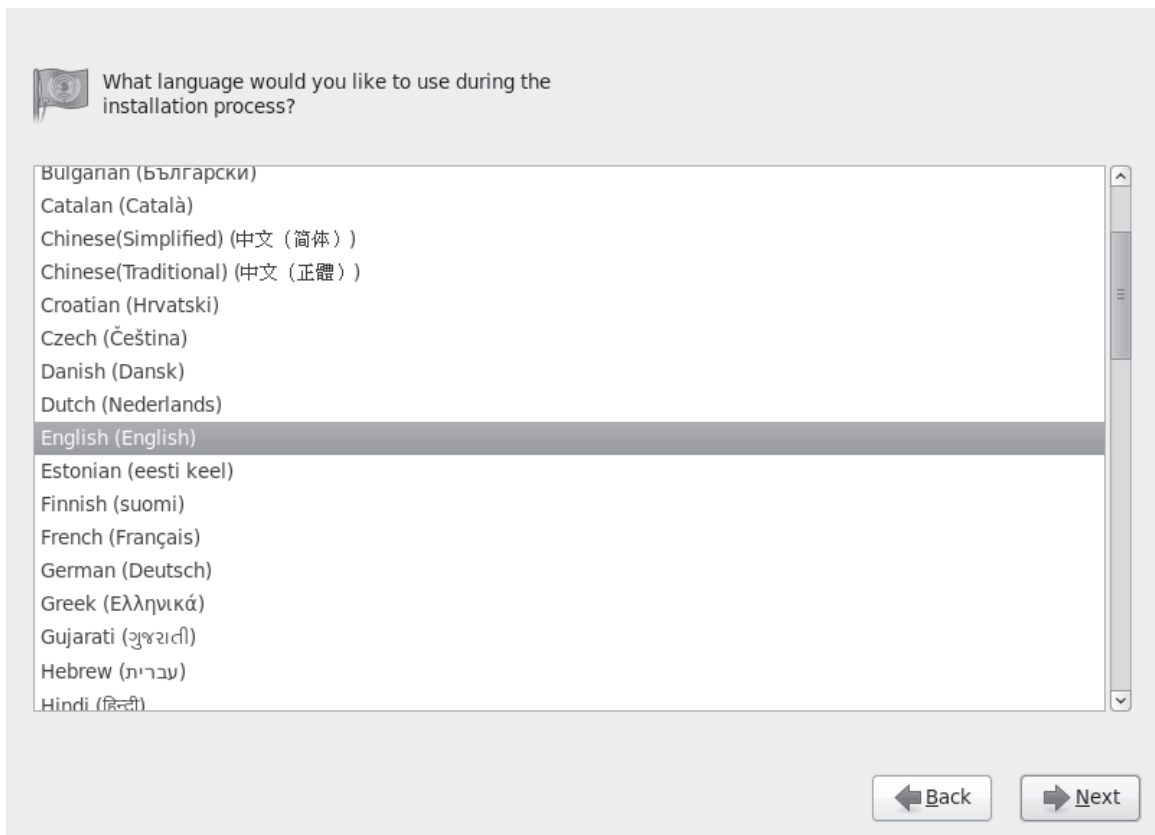 What language would you like to use during the
installation process?
Bulgarian (Български)
Catalan (Català)
Chinese(Simplified) (中文（简体）)
Chinese(Traditional) (中文（正體）)
Croatian (Hrvatski)
Czech (Čeština)
Danish (Dansk)
Dutch (Nederlands)
English (English)
Estonian (eesti keel)
Finnish (suomi)
French (Français)
German (Deutsch)
Greek (Ελληνικά)
Gujarati (ગુજરાતી)
Hebrew (עברית)
Hindi (हिन्दी)
Back
Next